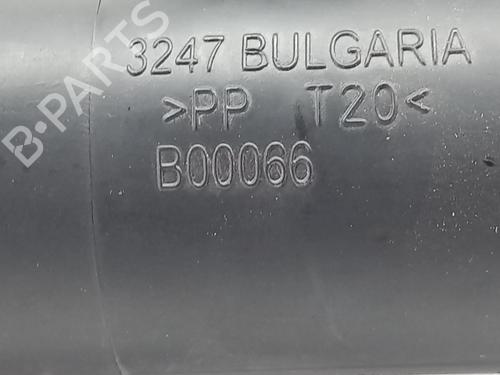 3247 BULGARIA
>PP T20<
B00066
B-PARTS